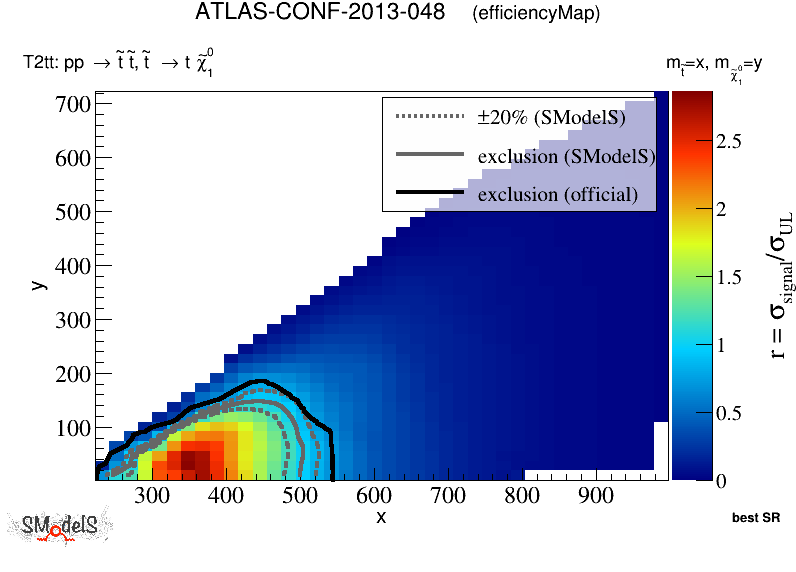 ATLAS-CONF-2013-048 (efficiencyMap)
T2tt: pp → t̃ t̃, t̃ → t χ̃⁰₁
m_t̃=x, m_χ̃⁰₁=y
±20% (SModelS)
exclusion (SModelS)
exclusion (official)
700
600
500
400
300
200
100
y
300 400 500 600 700 800 900
x
2.5
2
1.5
1
0.5
0
r = σ_signal/σ_UL
SModelS
best SR